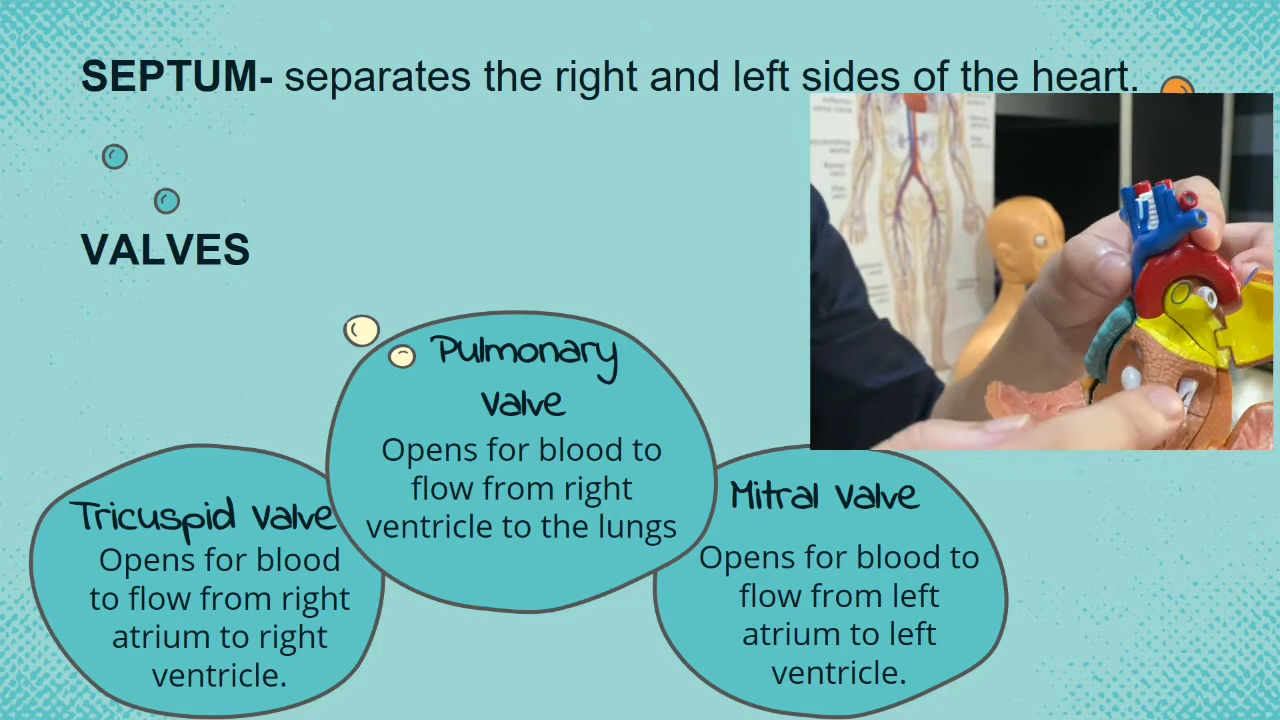 SEPTUM- separates the right and left sides of the heart.
VALVES
Pulmonary
Valve
Opens for blood to
flow from right
ventricle to the lungs
Tricuspid Valve
Opens for blood
to flow from right
atrium to right
ventricle.
Mitral Valve
Opens for blood to
flow from left
atrium to left
ventricle.